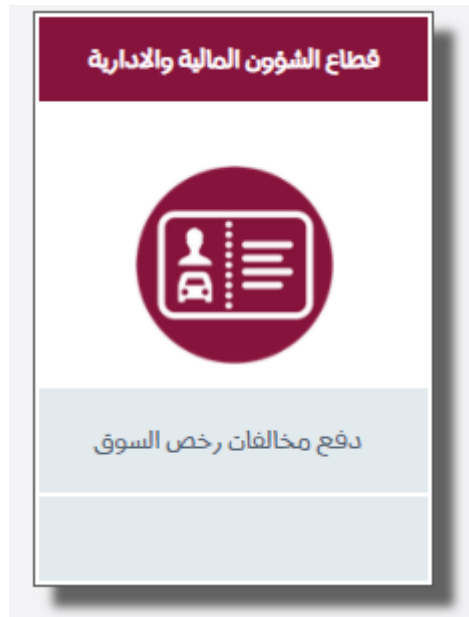 قطاع الشؤون المالية والادارية
دفع مخالفات رخص السوق